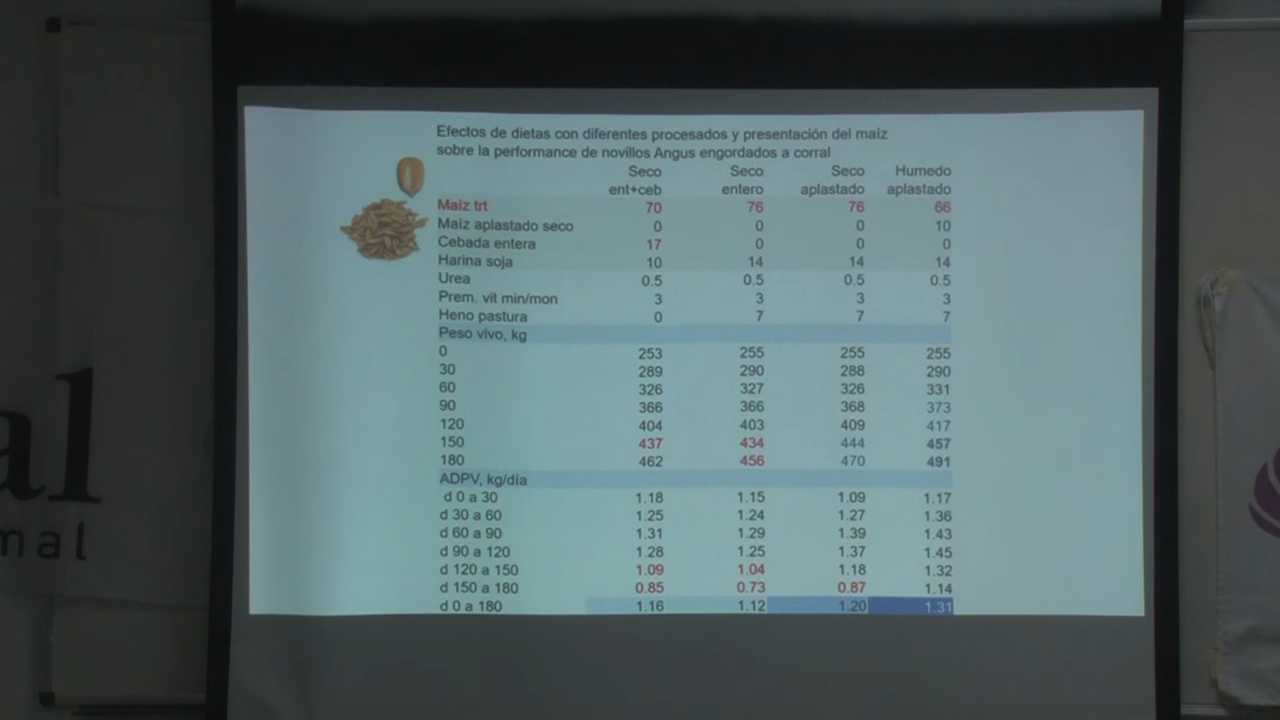 Efectos de dietas con diferentes procesados y presentación del maíz
sobre la performance de novillos Angus engordados a corral
Seco Seco Seco Humedo
ent+ceb entero aplastado aplastado
Maíz trt 70 76 76 66
Maiz aplastado seco 0 0 0 10
Cebada entera 17 0 0 0
Harina soja 10 14 14 14
Urea 0.5 0.5 0.5 0.5
Prem. vit min/mon 3 3 3 3
Heno pastura 0 7 7 7
Peso vivo, kg
0 253 255 255 255
30 289 290 288 290
60 326 327 326 331
90 366 366 368 373
120 404 403 409 417
150 437 434 444 457
180 462 456 470 491
ADPV, kg/día
d 0 a 30 1.18 1.15 1.09 1.17
d 30 a 60 1.25 1.24 1.27 1.36
d 60 a 90 1.31 1.29 1.39 1.43
d 90 a 120 1.28 1.25 1.37 1.45
d 120 a 150 1.09 1.04 1.18 1.32
d 150 a 180 0.85 0.73 0.87 1.14
d 0 a 180 1.16 1.12 1.20 1.31
al
mal